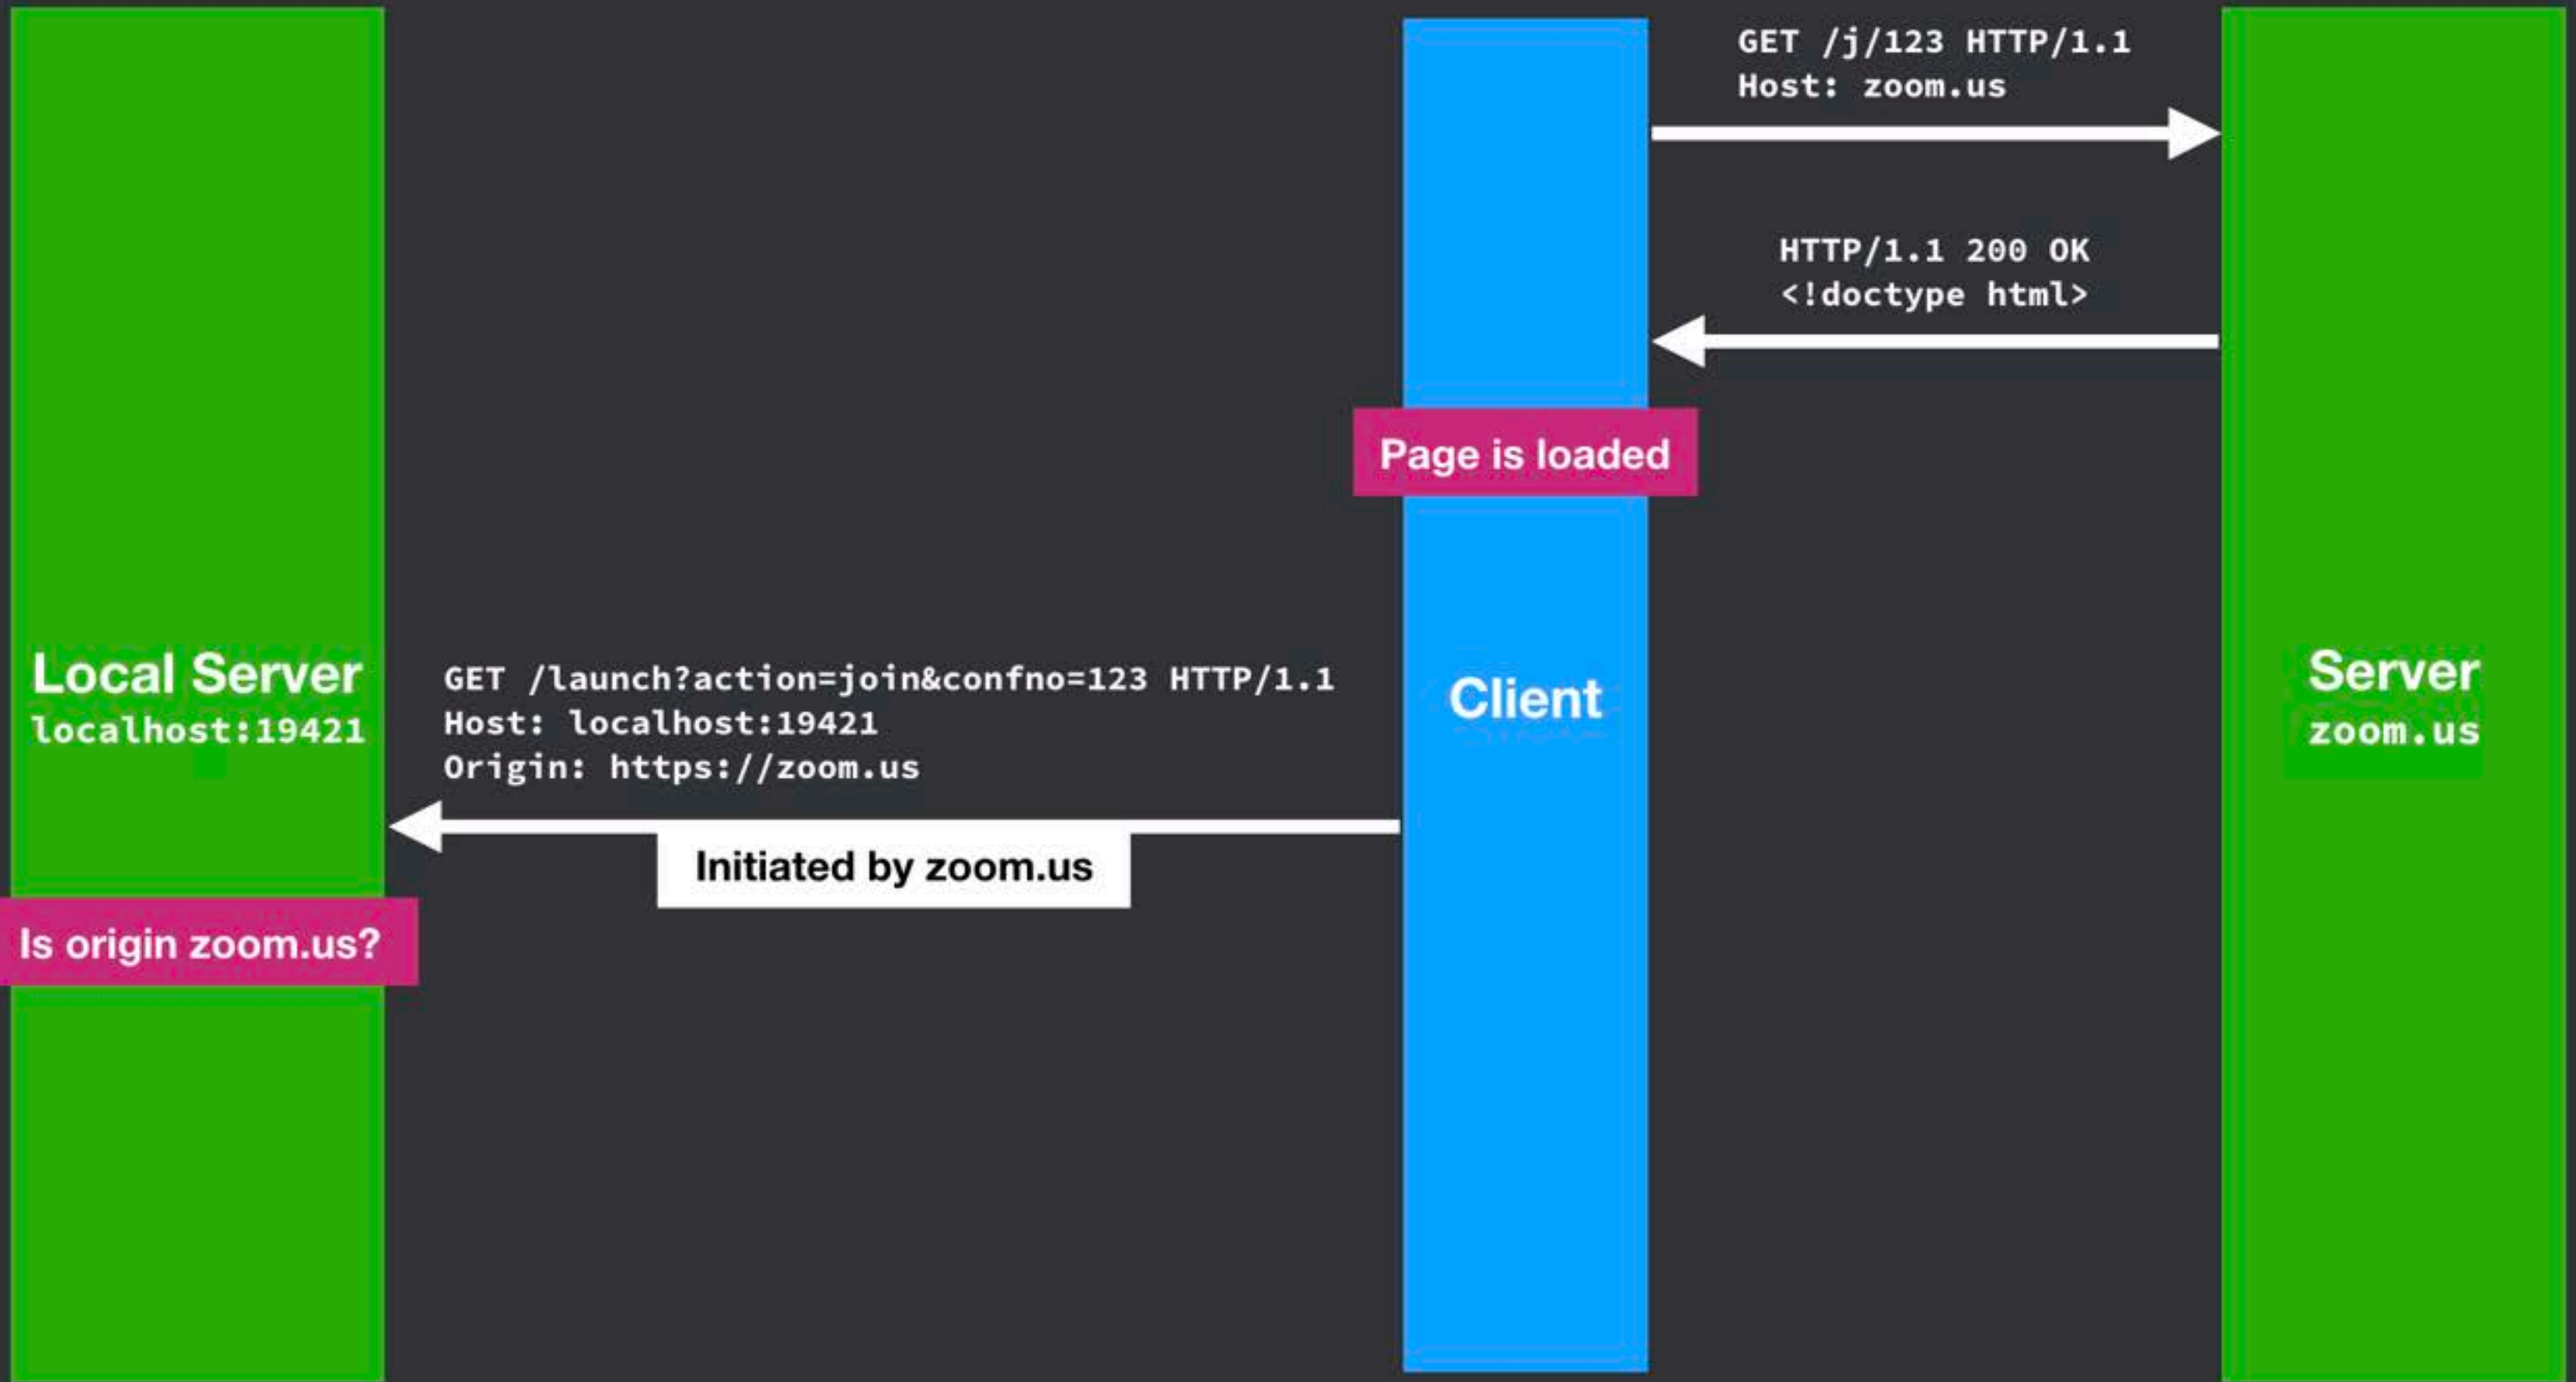 GET /j/123 HTTP/1.1
Host: zoom.us
HTTP/1.1 200 OK
<!doctype html>
Page is loaded
Local Server
localhost:19421
GET /launch?action=join&confno=123 HTTP/1.1
Host: localhost:19421
Origin: https://zoom.us
Client
Server
zoom.us
Initiated by zoom.us
Is origin zoom.us?